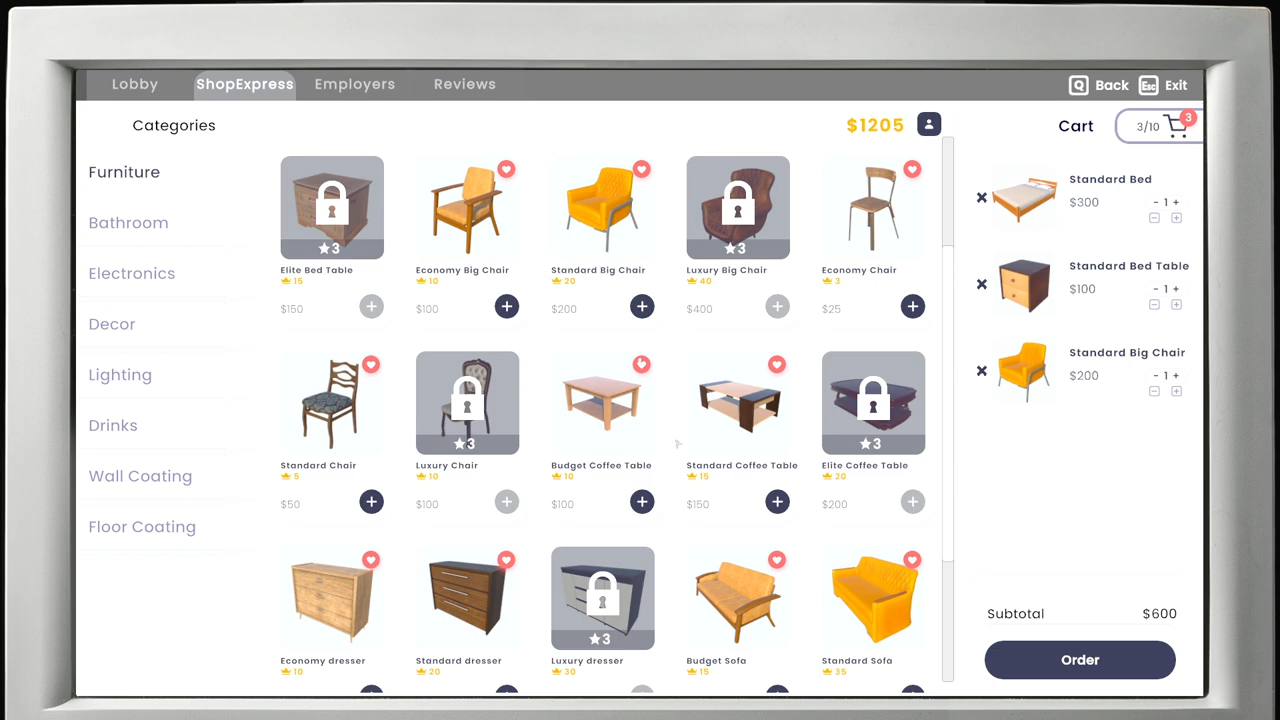 Lobby
ShopExpress
Employers
Reviews
Q Back
Esc Exit
Categories
$1205
Cart
3/10
3
Furniture
Bathroom
Electronics
Decor
Lighting
Drinks
Wall Coating
Floor Coating
3
3
Elite Bed Table
Economy Big Chair
Standard Big Chair
Luxury Big Chair
Economy Chair
15
10
20
40
3
$150
$100
$200
$400
$25
3
3
Standard Chair
Luxury Chair
Budget Coffee Table
Standard Coffee Table
Elite Coffee Table
5
10
10
15
20
$50
$100
$100
$150
$200
3
Economy dresser
Standard dresser
Luxury dresser
Budget Sofa
Standard Sofa
10
20
30
15
35
Standard Bed
$300
- 1 +
Standard Bed Table
$100
- 1 +
Standard Big Chair
$200
- 1 +
Subtotal
$600
Order